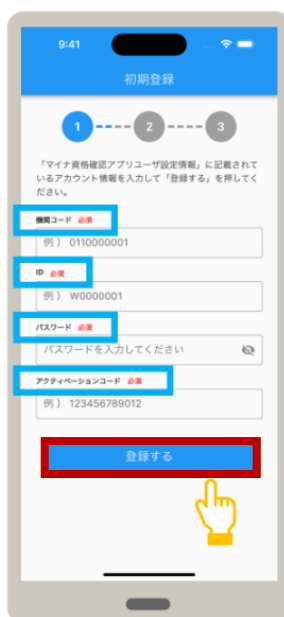 9:41
初期登録
1
2
3
「マイナ資格確認アプリユーザ設定情報」に記載されて
いるアカウント情報を入力して「登録する」を押してく
ださい。
機関コード 必須
例） 0110000001
ID 必須
例） W0000001
パスワード 必須
パスワードを入力してください
アクティベーションコード 必須
例） 123456789012
登録する